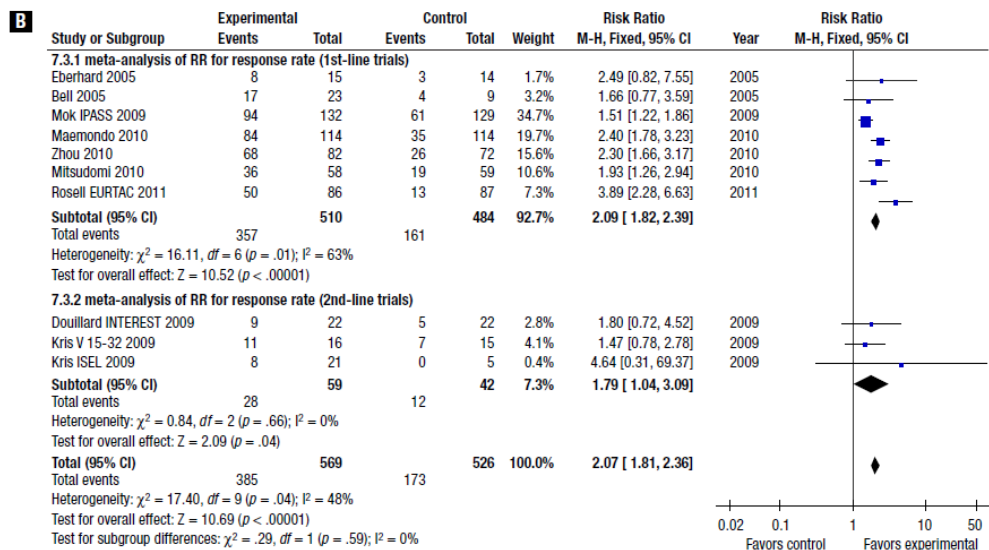 B
Experimental Control Risk Ratio Risk Ratio
Study or Subgroup Events Total Events Total Weight M-H, Fixed, 95% CI Year M-H, Fixed, 95% CI
7.3.1 meta-analysis of RR for response rate (1st-line trials)
Eberhard 2005 8 15 3 14 1.7% 2.49 [0.82, 7.55] 2005
Bell 2005 17 23 4 9 3.2% 1.66 [0.77, 3.59] 2005
Mok IPASS 2009 94 132 61 129 34.7% 1.51 [1.22, 1.86] 2009
Maemondo 2010 84 114 35 114 19.7% 2.40 [1.78, 3.23] 2010
Zhou 2010 68 82 26 72 15.6% 2.30 [1.66, 3.17] 2010
Mitsudomi 2010 36 58 19 59 10.6% 1.93 [1.26, 2.94] 2010
Rosell EURTAC 2011 50 86 13 87 7.3% 3.89 [2.28, 6.63] 2011
Subtotal (95% CI) 510 484 92.7% 2.09 [ 1.82, 2.39]
Total events 357 161
Heterogeneity: χ² = 16.11, df = 6 (p = .01); I² = 63%
Test for overall effect: Z = 10.52 (p < .00001)
7.3.2 meta-analysis of RR for response rate (2nd-line trials)
Douillard INTEREST 2009 9 22 5 22 2.8% 1.80 [0.72, 4.52] 2009
Kris V 15-32 2009 11 16 7 15 4.1% 1.47 [0.78, 2.78] 2009
Kris ISEL 2009 8 21 0 5 0.4% 4.64 [0.31, 69.37] 2009
Subtotal (95% CI) 59 42 7.3% 1.79 [ 1.04, 3.09]
Total events 28 12
Heterogeneity: χ² = 0.84, df = 2 (p = .66); I² = 0%
Test for overall effect: Z = 2.09 (p = .04)
Total (95% CI) 569 526 100.0% 2.07 [ 1.81, 2.36]
Total events 385 173
Heterogeneity: χ² = 17.40, df = 9 (p = .04); I² = 48%
Test for overall effect: Z = 10.69 (p < .00001)
Test for subgroup differences: χ² = .29, df = 1 (p = .59); I² = 0%
0.02 0.1 1 10 50
Favors control Favors experimental